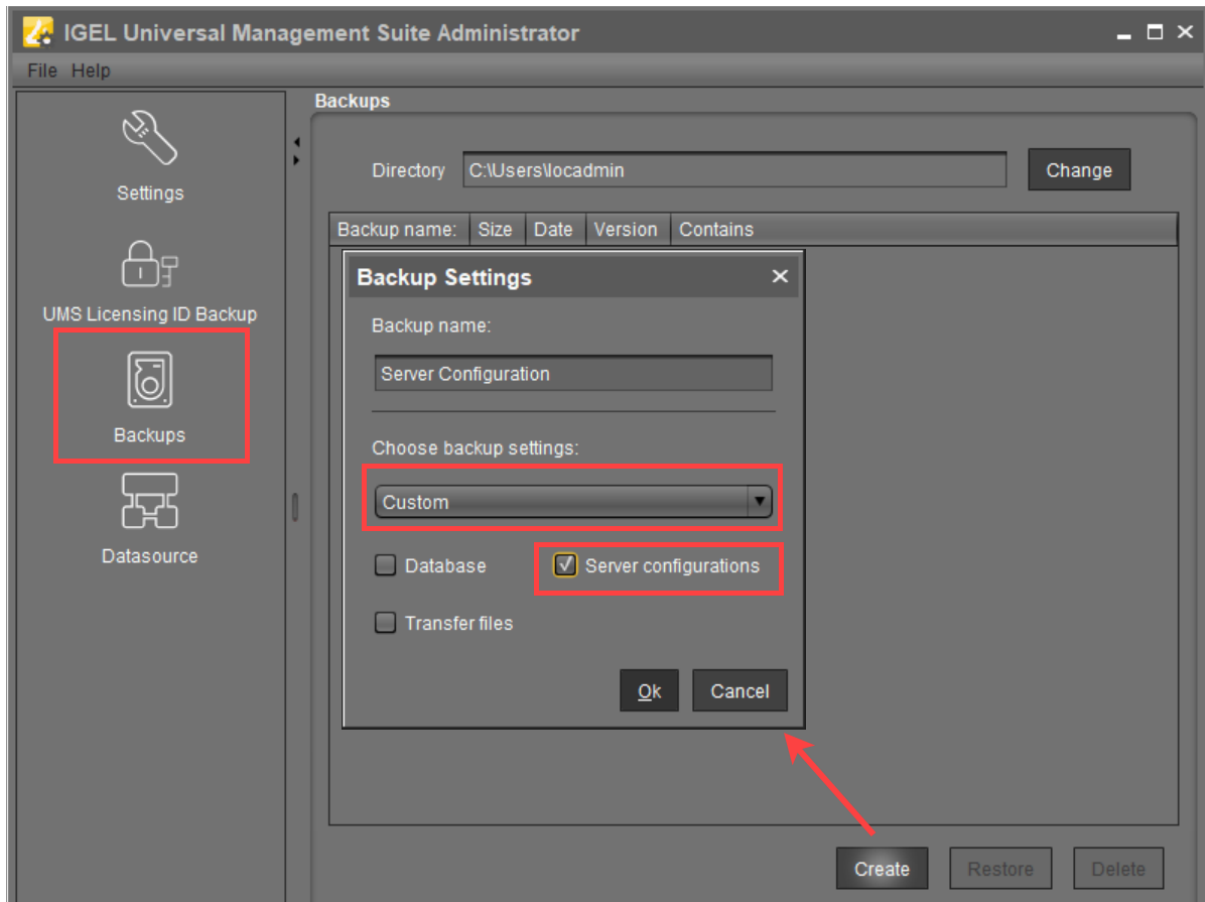 IGEL Universal Management Suite Administrator
File Help
Settings
UMS Licensing ID Backup
Backups
Datasource
Backups
Directory C:\Users\locadmin Change
Backup name: Size Date Version Contains
Backup Settings
Backup name:
Server Configuration
Choose backup settings:
Custom
Database Server configurations
Transfer files
Ok Cancel
Create Restore Delete